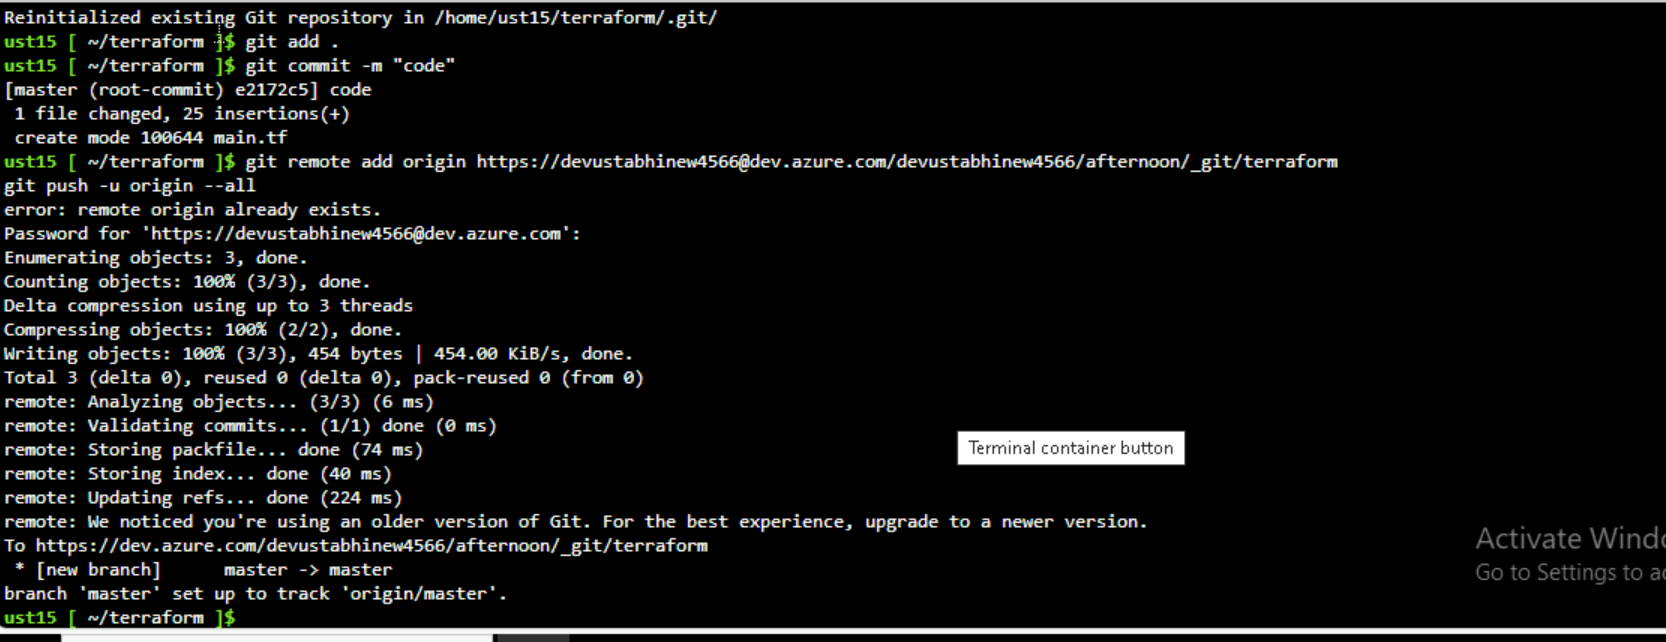 Reinitialized existing Git repository in /home/ust15/terraform/.git/
ust15 [ ~/terraform ]$ git add .
ust15 [ ~/terraform ]$ git commit -m "code"
[master (root-commit) e2172c5] code
 1 file changed, 25 insertions(+)
 create mode 100644 main.tf
ust15 [ ~/terraform ]$ git remote add origin https://devustabhinew4566@dev.azure.com/devustabhinew4566/afternoon/_git/terraform
git push -u origin --all
error: remote origin already exists.
Password for 'https://devustabhinew4566@dev.azure.com':
Enumerating objects: 3, done.
Counting objects: 100% (3/3), done.
Delta compression using up to 3 threads
Compressing objects: 100% (2/2), done.
Writing objects: 100% (3/3), 454 bytes | 454.00 KiB/s, done.
Total 3 (delta 0), reused 0 (delta 0), pack-reused 0 (from 0)
remote: Analyzing objects... (3/3) (6 ms)
remote: Validating commits... (1/1) done (0 ms)
Terminal container button
remote: Storing packfile... done (74 ms)
remote: Storing index... done (40 ms)
remote: Updating refs... done (224 ms)
remote: We noticed you're using an older version of Git. For the best experience, upgrade to a newer version.
To https://dev.azure.com/devustabhinew4566/afternoon/_git/terraform
 * [new branch]      master -> master
branch 'master' set up to track 'origin/master'.
ust15 [ ~/terraform ]$
Activate Windo
Go to Settings to ac